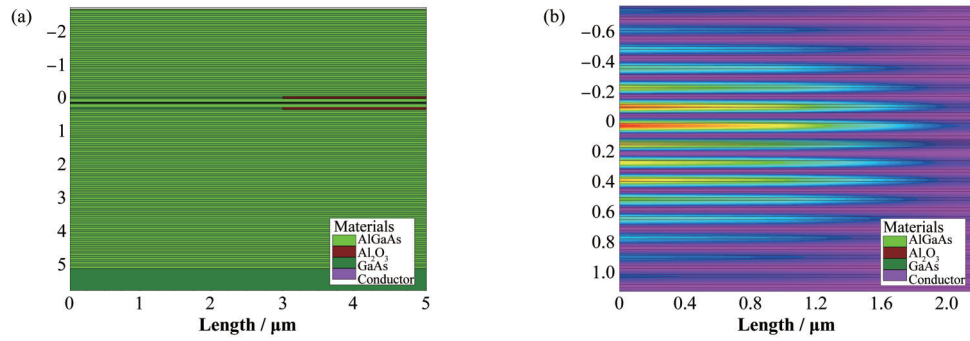 (a)
−2
−1
0
1
2
3
4
5
Materials
AlGaAs
Al2O3
GaAs
Conductor
0 1 2 3 4 5
Length / μm
(b)
−0.6
−0.4
−0.2
0
0.2
0.4
0.6
0.8
1.0
Materials
AlGaAs
Al2O3
GaAs
Conductor
0 0.4 0.8 1.2 1.6 2.0
Length / μm